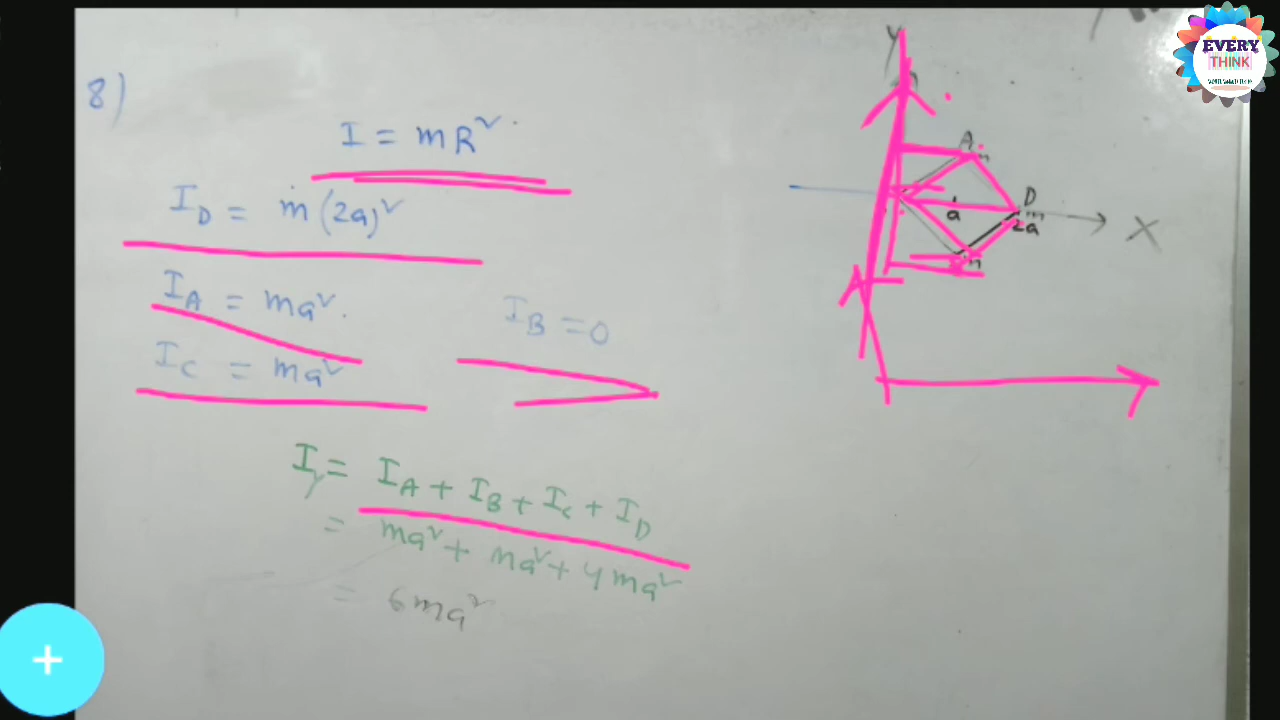 8)
I = mR²
I_D = m(2a)²
I_A = ma²
I_B = 0
I_C = ma²
I_y = I_A + I_B + I_C + I_D
= ma² + ma² + 4ma²
= 6ma²
Y
A
m
D
m
a
2a
X
m
EVERY
THINK